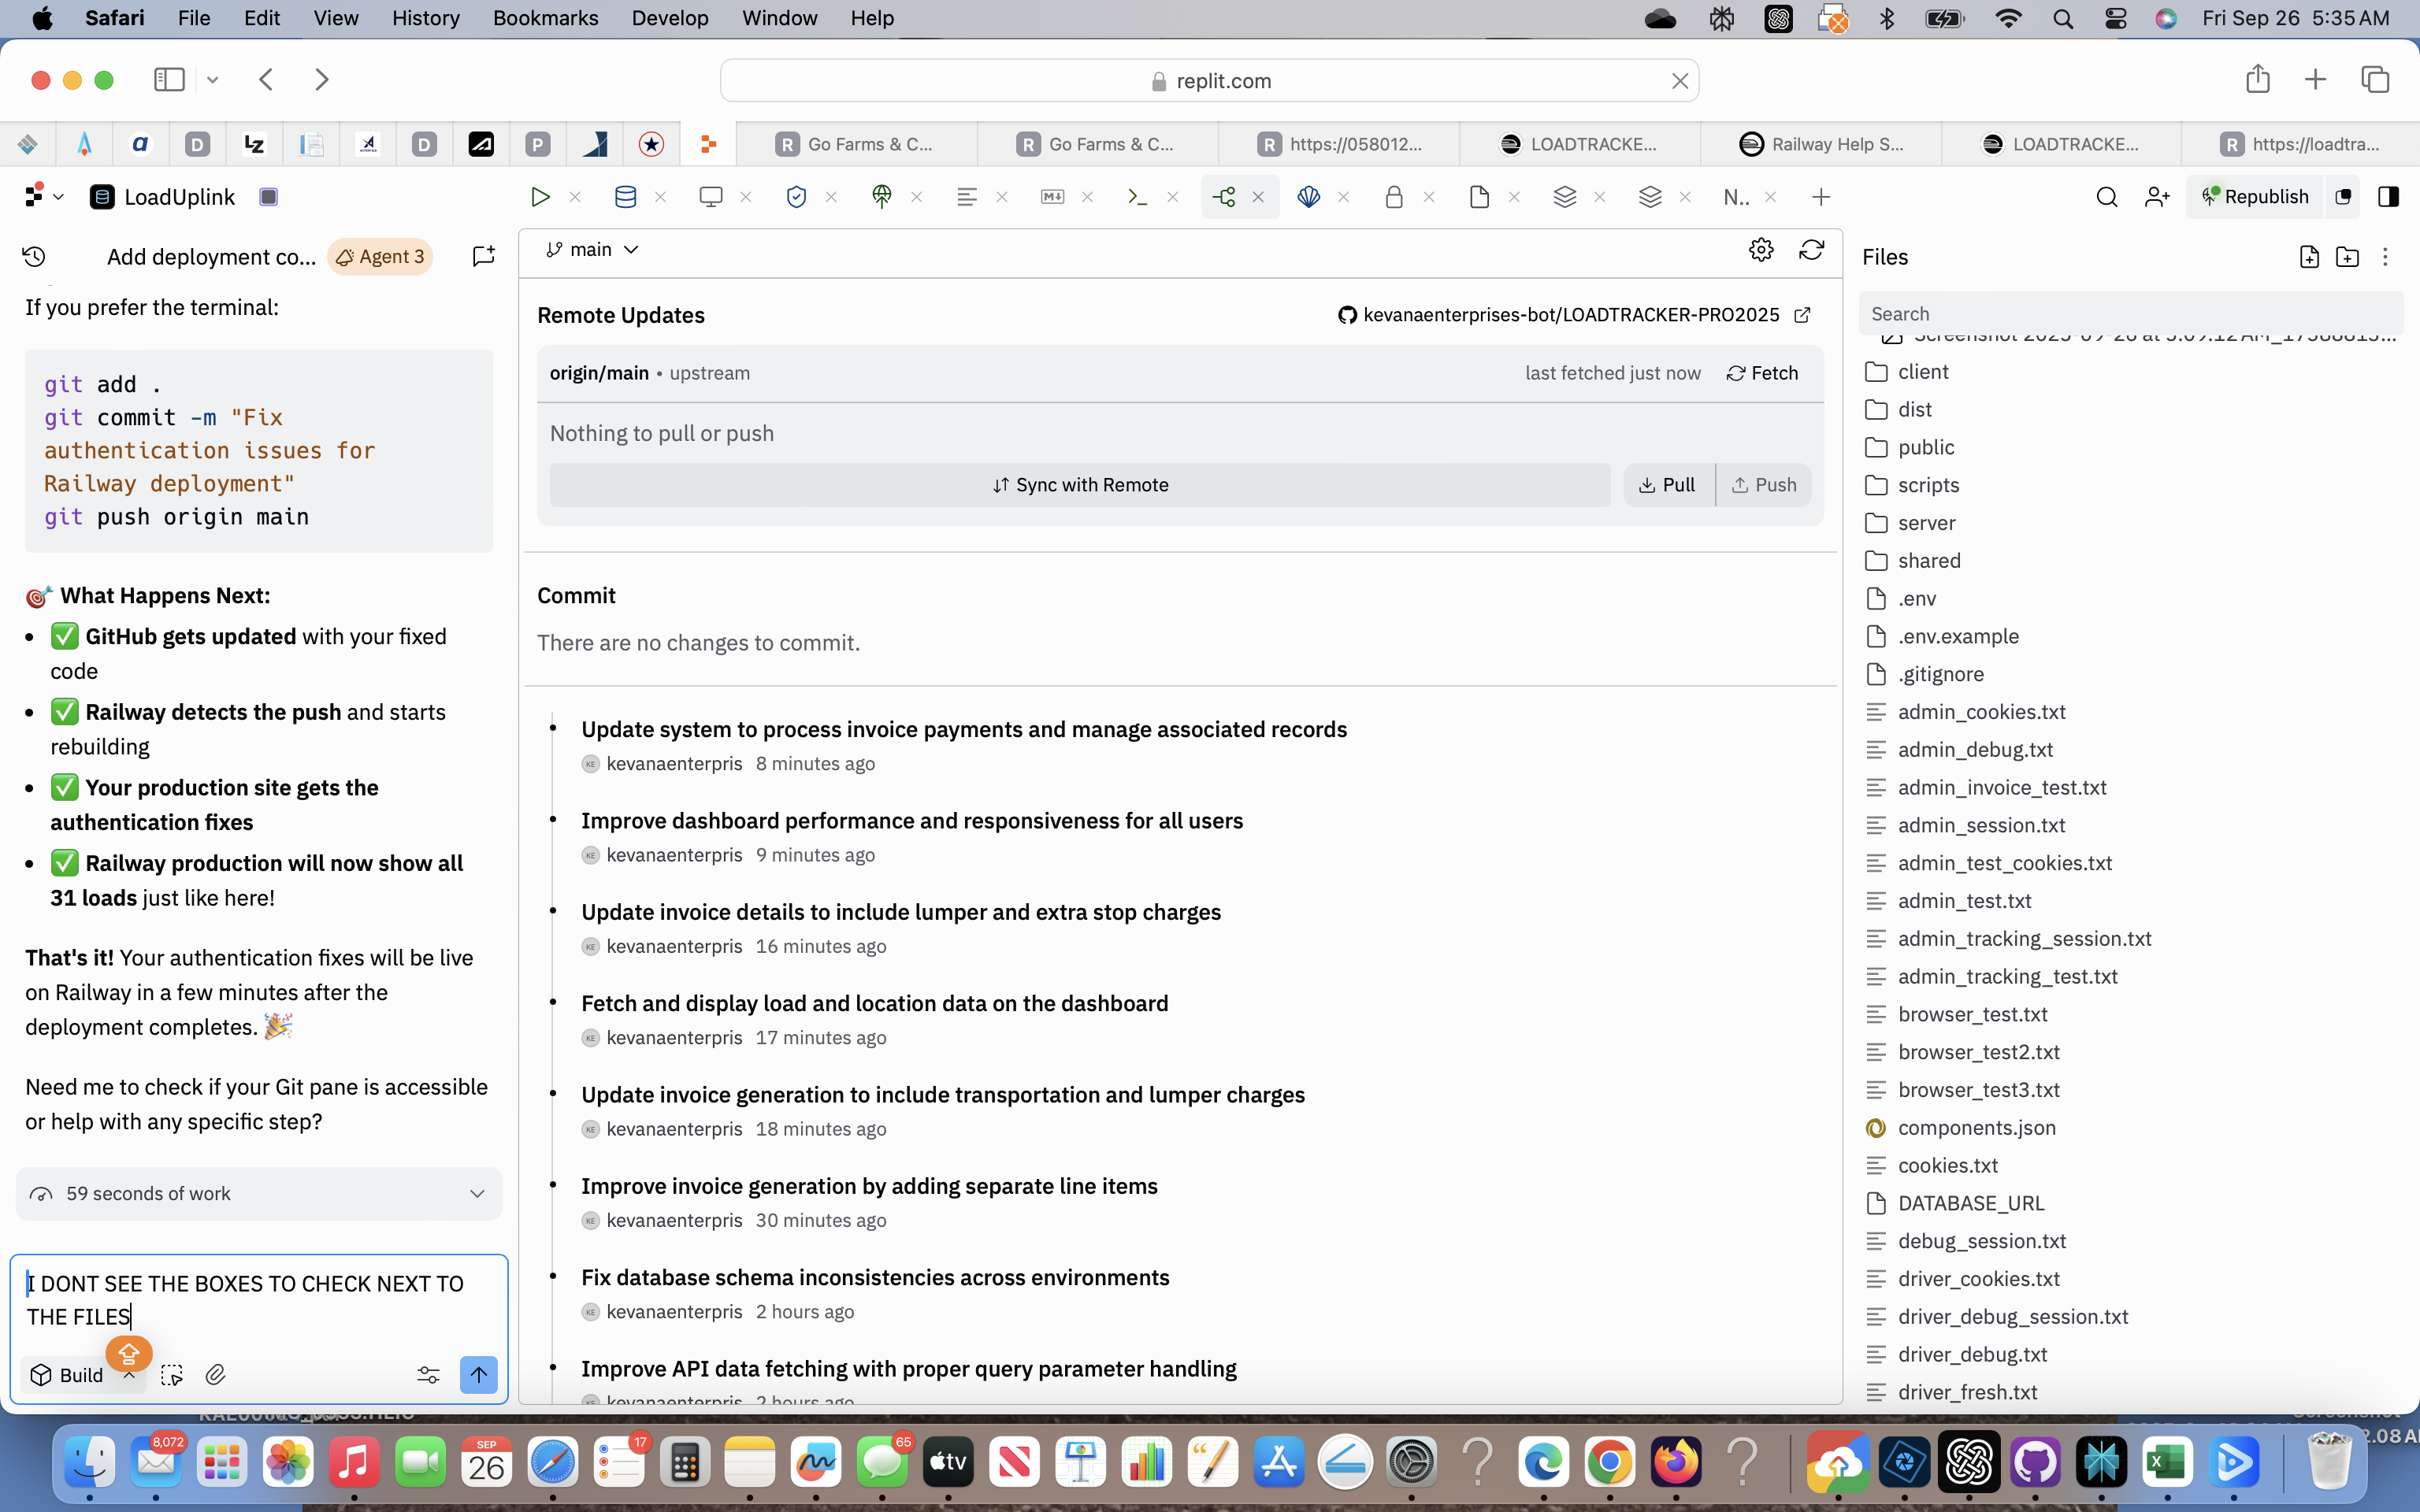 Safari File Edit View History Bookmarks Develop Window Help
Fri Sep 26 5:35 AM
replit.com
a D LZ D P
R Go Farms & C...
R Go Farms & C...
R https://058012...
LOADTRACKE...
Railway Help S...
LOADTRACKE...
R https://loadtra...
LoadUplink
N..
Republish
Add deployment co...
Agent 3
If you prefer the terminal:
git add .
git commit -m "Fix
authentication issues for
Railway deployment"
git push origin main
🎯 What Happens Next:
• ✅ GitHub gets updated with your fixed
code
• ✅ Railway detects the push and starts
rebuilding
• ✅ Your production site gets the
authentication fixes
• ✅ Railway production will now show all
31 loads just like here!
That's it! Your authentication fixes will be live
on Railway in a few minutes after the
deployment completes. 🎉
Need me to check if your Git pane is accessible
or help with any specific step?
59 seconds of work
I DONT SEE THE BOXES TO CHECK NEXT TO
THE FILES
Build
main
Remote Updates
kevanaenterprises-bot/LOADTRACKER-PRO2025
origin/main • upstream
last fetched just now
Fetch
Nothing to pull or push
Sync with Remote
Pull
Push
Commit
There are no changes to commit.
Update system to process invoice payments and manage associated records
KE kevanaenterpris 8 minutes ago
Improve dashboard performance and responsiveness for all users
KE kevanaenterpris 9 minutes ago
Update invoice details to include lumper and extra stop charges
KE kevanaenterpris 16 minutes ago
Fetch and display load and location data on the dashboard
KE kevanaenterpris 17 minutes ago
Update invoice generation to include transportation and lumper charges
KE kevanaenterpris 18 minutes ago
Improve invoice generation by adding separate line items
KE kevanaenterpris 30 minutes ago
Fix database schema inconsistencies across environments
KE kevanaenterpris 2 hours ago
Improve API data fetching with proper query parameter handling
kevanaenterpris 2 hours ago
Files
Search
client
dist
public
scripts
server
shared
.env
.env.example
.gitignore
admin_cookies.txt
admin_debug.txt
admin_invoice_test.txt
admin_session.txt
admin_test_cookies.txt
admin_test.txt
admin_tracking_session.txt
admin_tracking_test.txt
browser_test.txt
browser_test2.txt
browser_test3.txt
components.json
cookies.txt
DATABASE_URL
debug_session.txt
driver_cookies.txt
driver_debug_session.txt
driver_debug.txt
driver_fresh.txt
8,072
SEP
26
17
65
tv